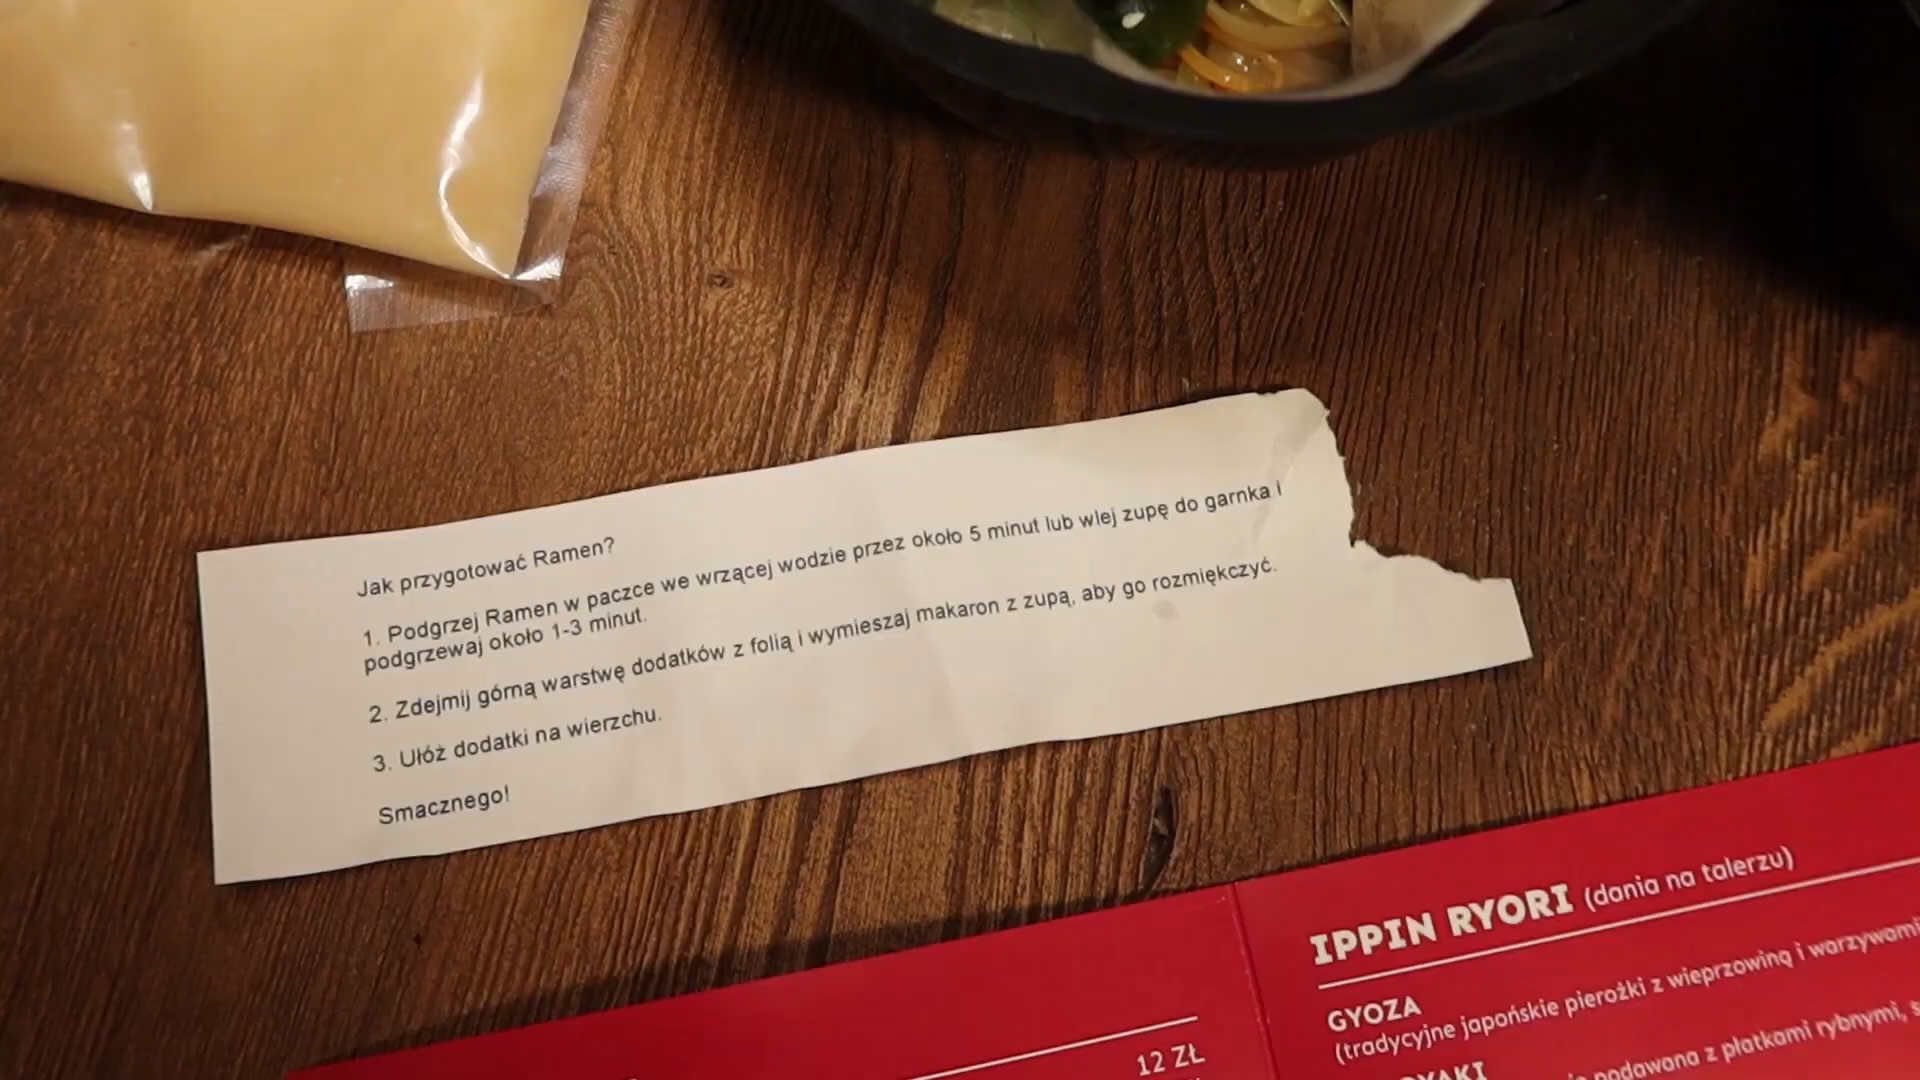 Jak przygotować Ramen?
1. Podgrzej Ramen w paczce we wrzącej wodzie przez około 5 minut lub wlej zupę do garnka i
podgrzewaj około 1-3 minut.
2. Zdejmij górną warstwę dodatków z folią i wymieszaj makaron z zupą, aby go rozmiękczyć.
3. Ułóż dodatki na wierzchu.
Smacznego!
12 ZŁ
IPPIN RYORI (dania na talerzu)
GYOZA
(tradycyjne japońskie pierożki z wieprzowiną i warzywami
podawana z płatkami rybnymi,